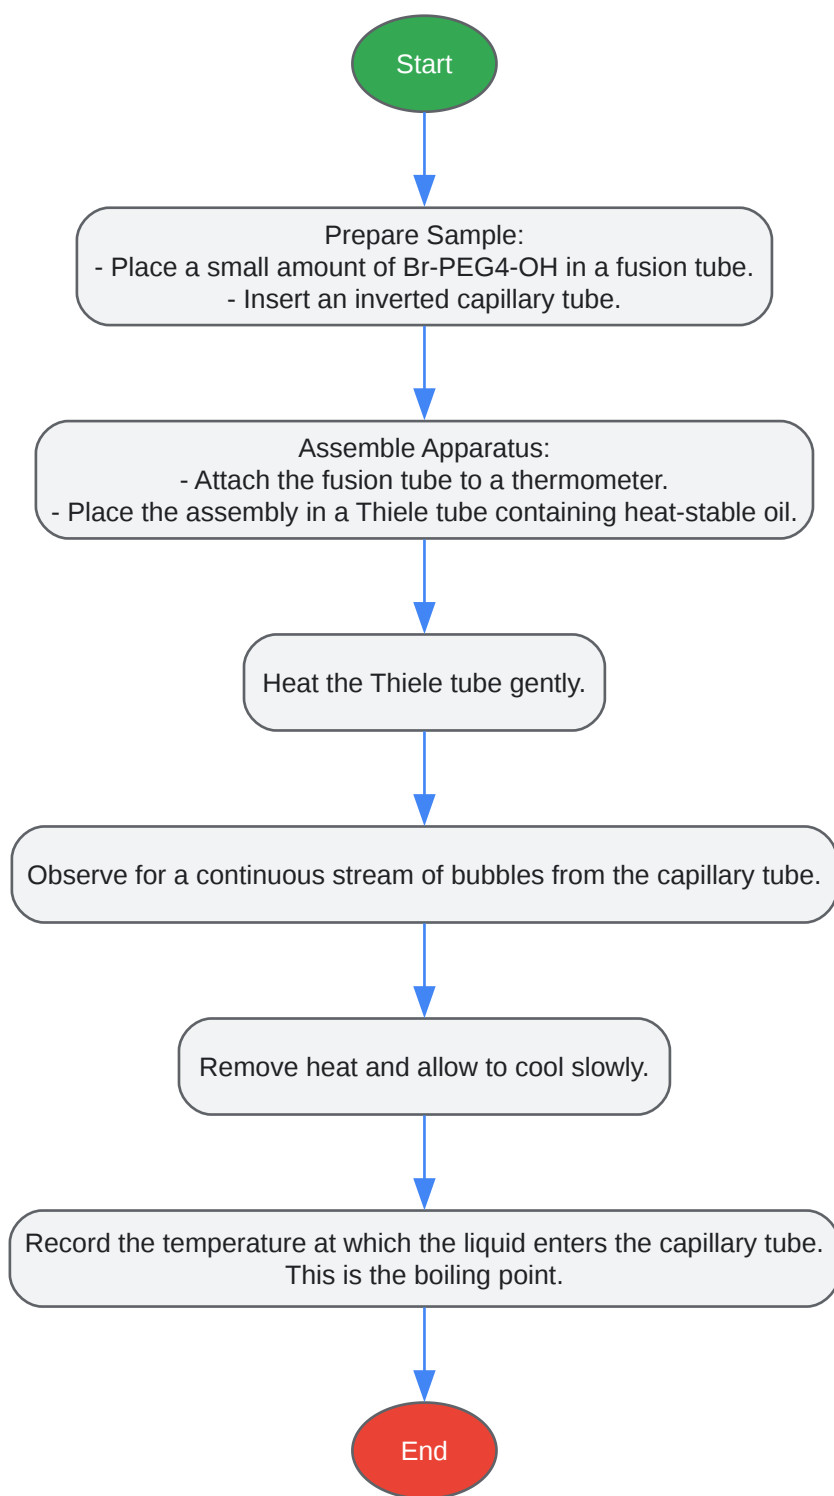 Start
Prepare Sample:
- Place a small amount of Br-PEG4-OH in a fusion tube.
- Insert an inverted capillary tube.
Assemble Apparatus:
- Attach the fusion tube to a thermometer.
- Place the assembly in a Thiele tube containing heat-stable oil.
Heat the Thiele tube gently.
Observe for a continuous stream of bubbles from the capillary tube.
Remove heat and allow to cool slowly.
Record the temperature at which the liquid enters the capillary tube.
This is the boiling point.
End